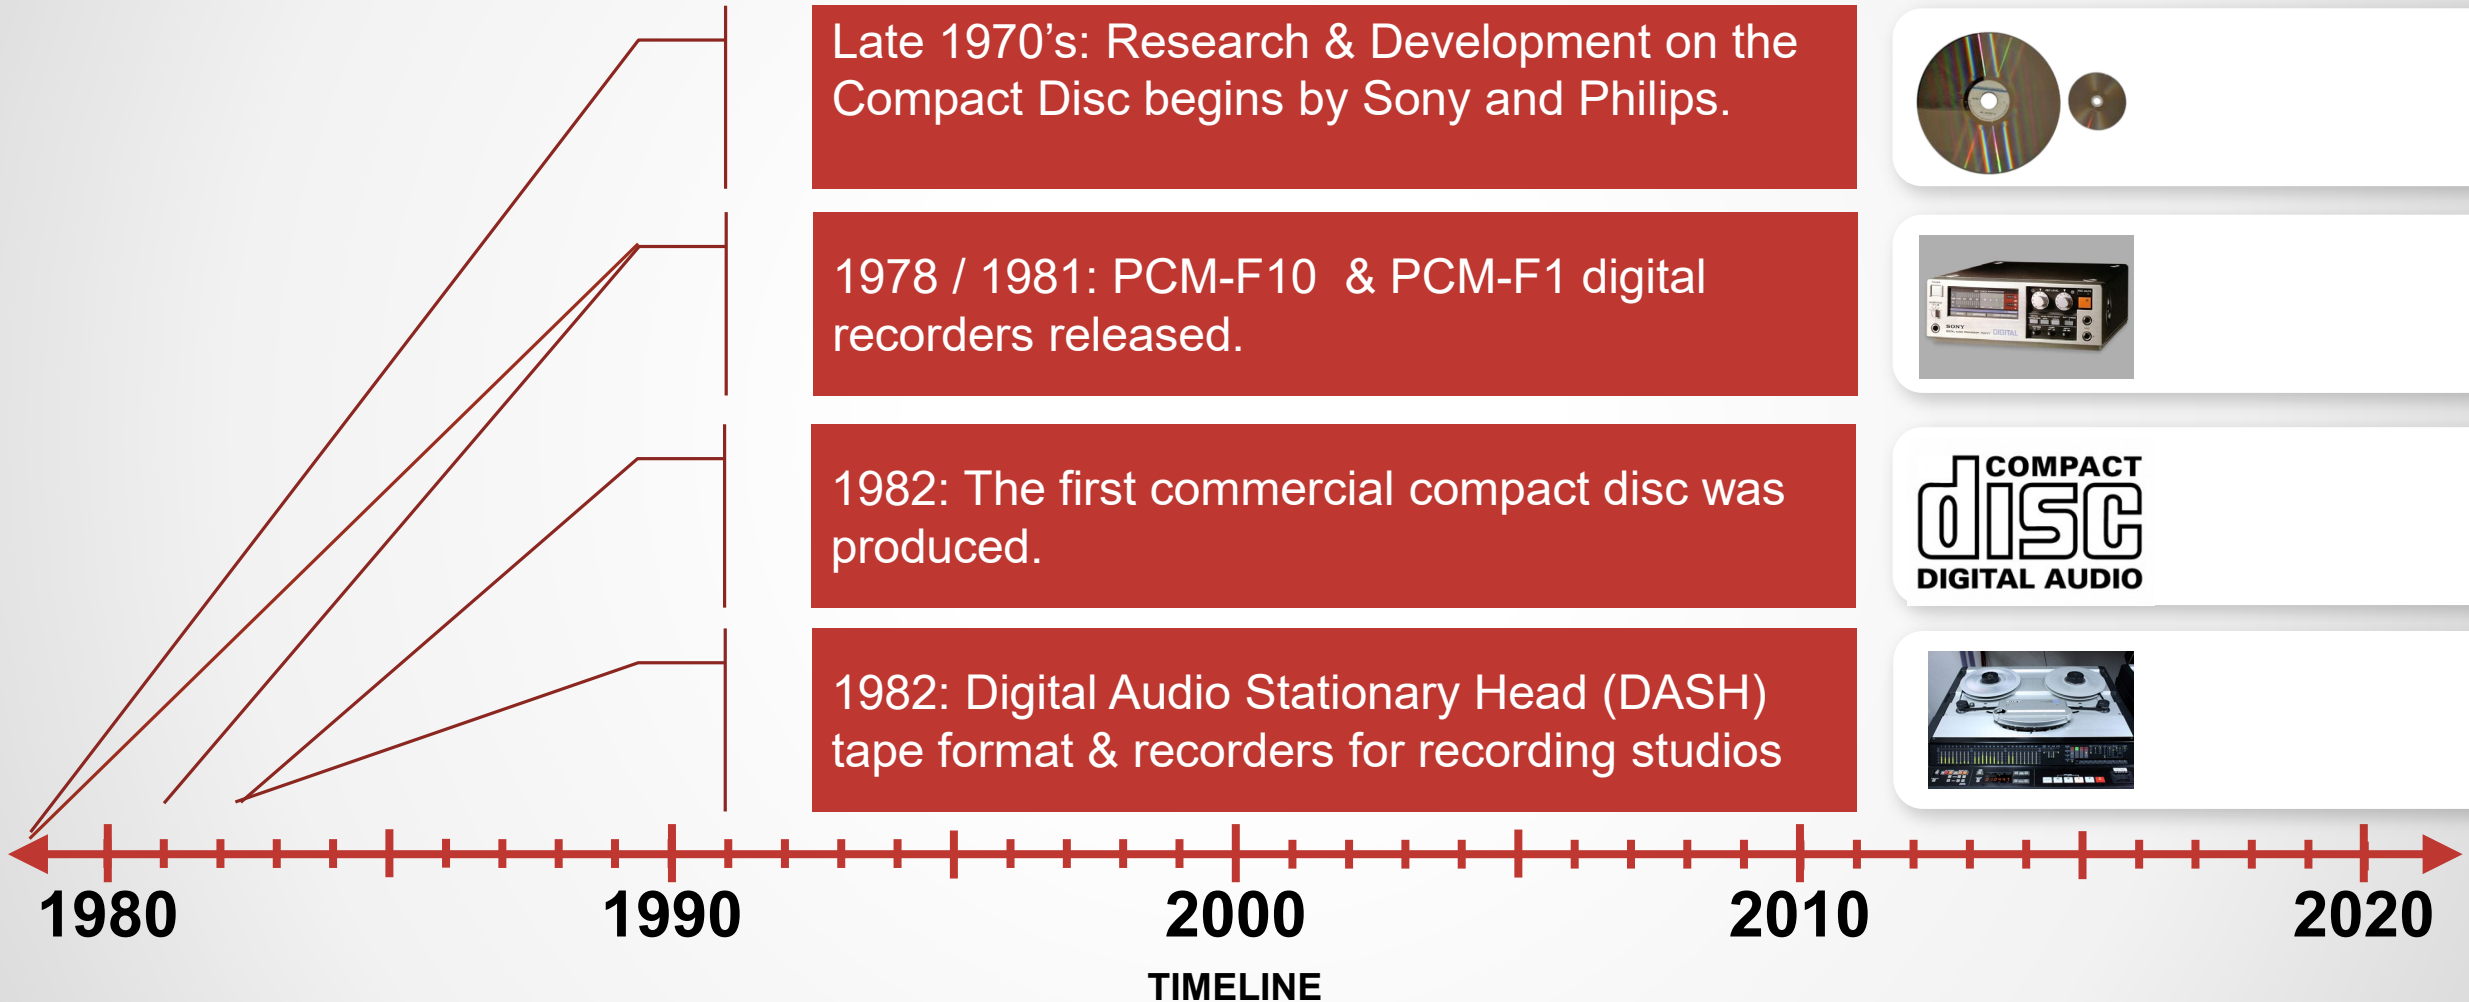 Late 1970’s: Research & Development on the
Compact Disc begins by Sony and Philips.
1978 / 1981: PCM-F10  & PCM-F1 digital
recorders released.
SONY
DIGITAL
1982: The first commercial compact disc was
produced.
COMPACT
disc
DIGITAL AUDIO
1982: Digital Audio Stationary Head (DASH)
tape format & recorders for recording studios
1980 1990 2000 2010 2020
TIMELINE